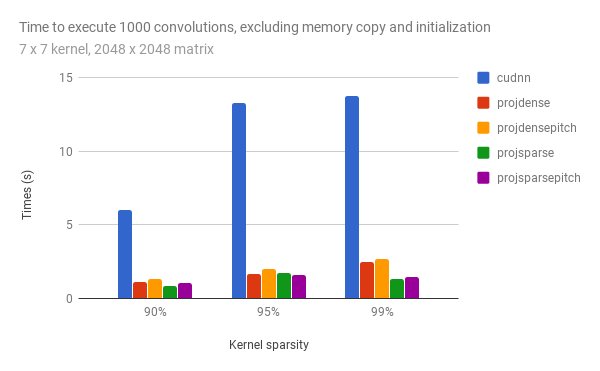 Time to execute 1000 convolutions, excluding memory copy and initialization
7 x 7 kernel, 2048 x 2048 matrix
15
10
5
0
Times (s)
90%
95%
99%
Kernel sparsity
cudnn
projdense
projdensepitch
projsparse
projsparsepitch